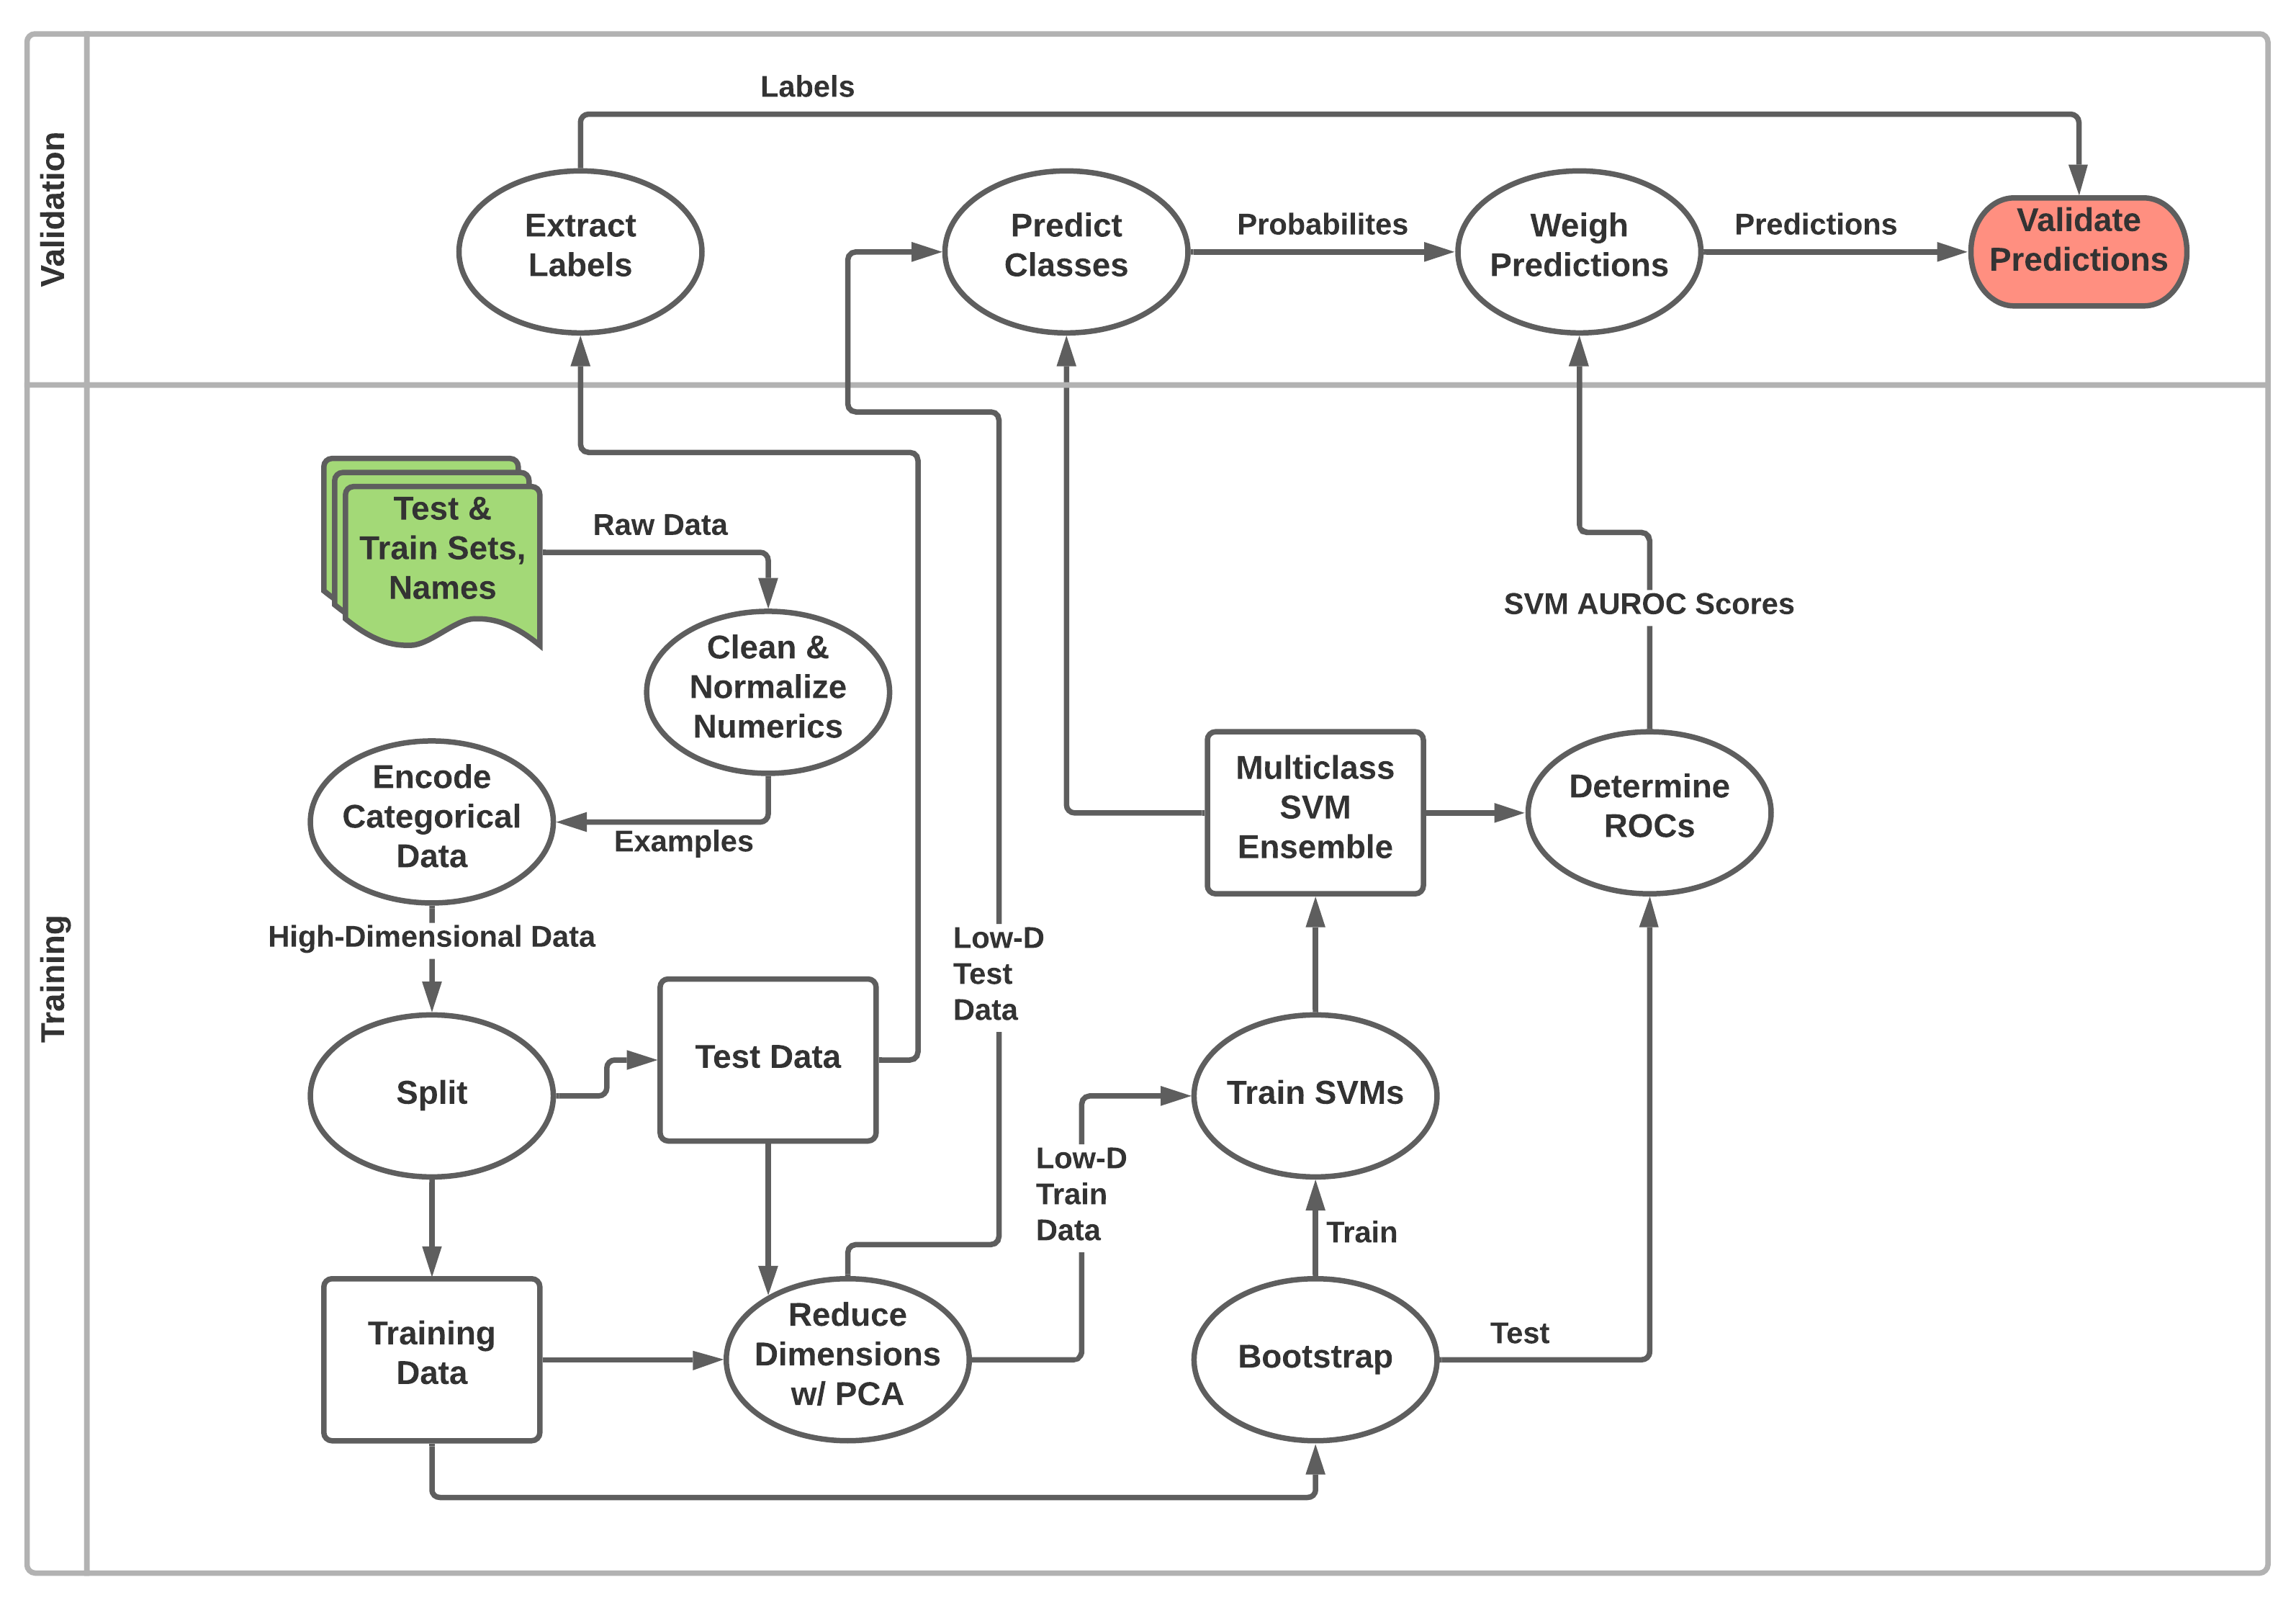 Validation
Labels
Extract
Labels
Predict
Classes
Probabilites
Weigh
Predictions
Predictions
Validate
Predictions
Training
Test &
Train Sets,
Names
Raw Data
Clean &
Normalize
Numerics
Encode
Categorical
Data
Examples
High-Dimensional Data
Split
Test Data
Training
Data
Reduce
Dimensions
w/ PCA
Low-D
Test
Data
Low-D
Train
Data
SVM AUROC Scores
Multiclass
SVM
Ensemble
Determine
ROCs
Train SVMs
Train
Bootstrap
Test